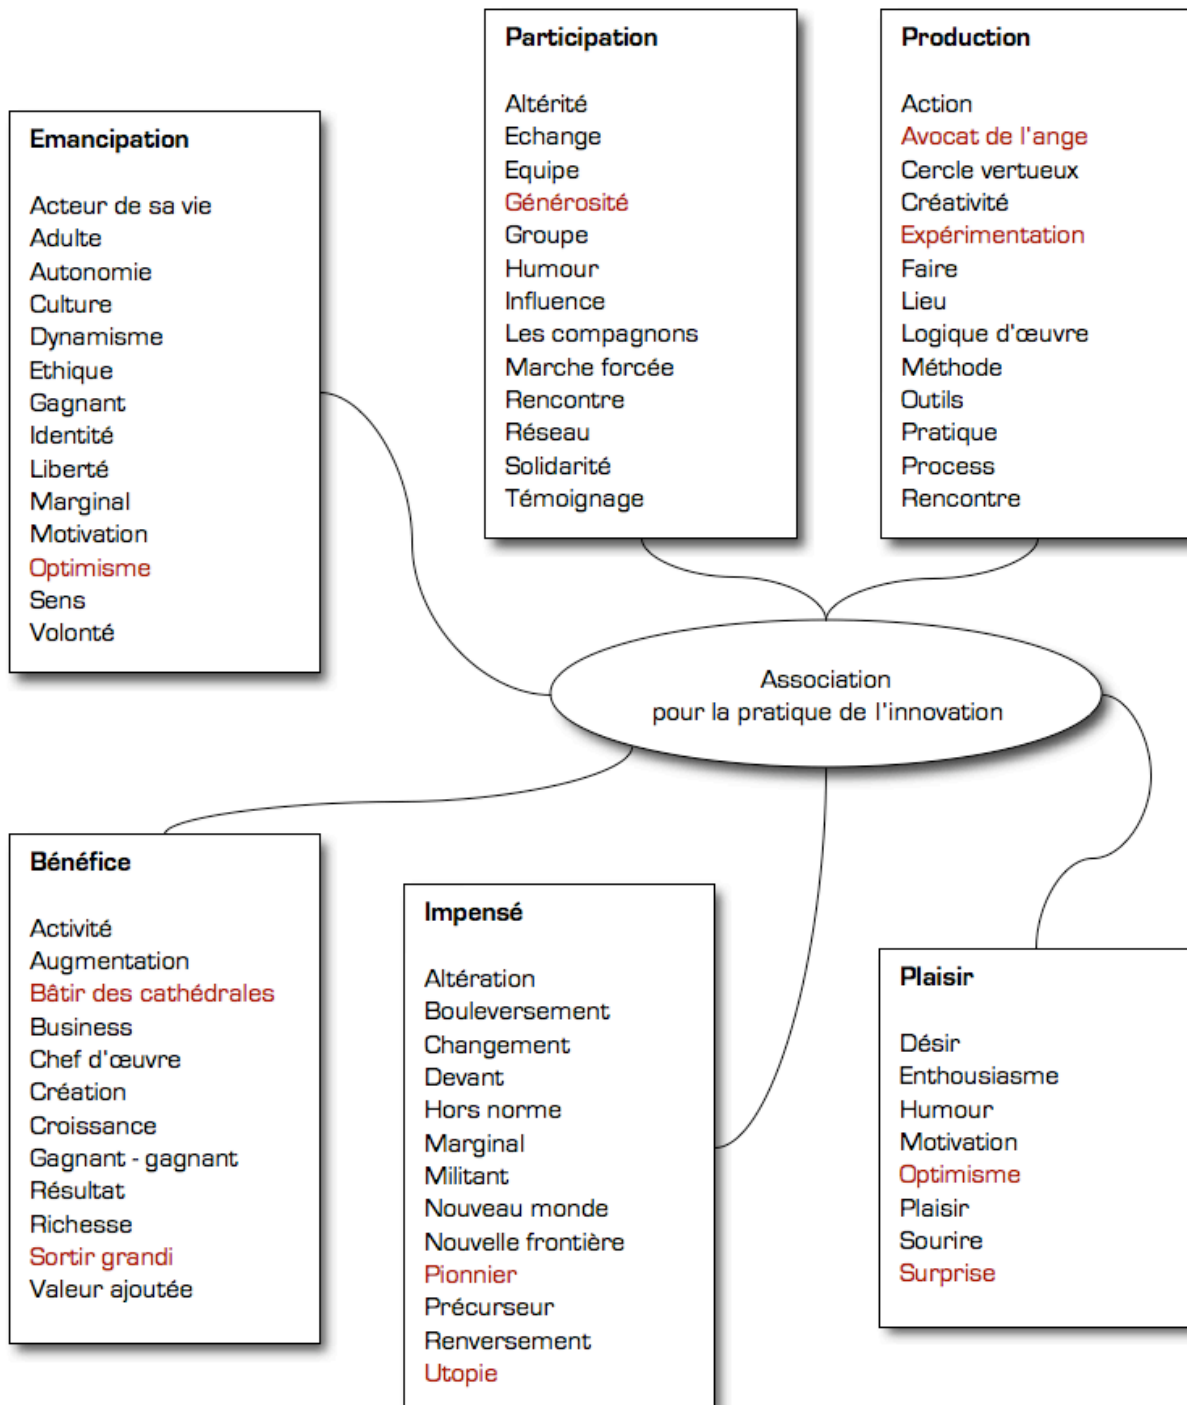 Participation
Altérité
Echange
Equipe
Générosité
Groupe
Humour
Influence
Les compagnons
Marche forcée
Rencontre
Réseau
Solidarité
Témoignage
Production
Action
Avocat de l'ange
Cercle vertueux
Créativité
Expérimentation
Faire
Lieu
Logique d'œuvre
Méthode
Outils
Pratique
Process
Rencontre
Emancipation
Acteur de sa vie
Adulte
Autonomie
Culture
Dynamisme
Ethique
Gagnant
Identité
Liberté
Marginal
Motivation
Optimisme
Sens
Volonté
Association
pour la pratique de l'innovation
Bénéfice
Activité
Augmentation
Bâtir des cathédrales
Business
Chef d'œuvre
Création
Croissance
Gagnant - gagnant
Résultat
Richesse
Sortir grandi
Valeur ajoutée
Impensé
Altération
Bouleversement
Changement
Devant
Hors norme
Marginal
Militant
Nouveau monde
Nouvelle frontière
Pionnier
Précurseur
Renversement
Utopie
Plaisir
Désir
Enthousiasme
Humour
Motivation
Optimisme
Plaisir
Sourire
Surprise